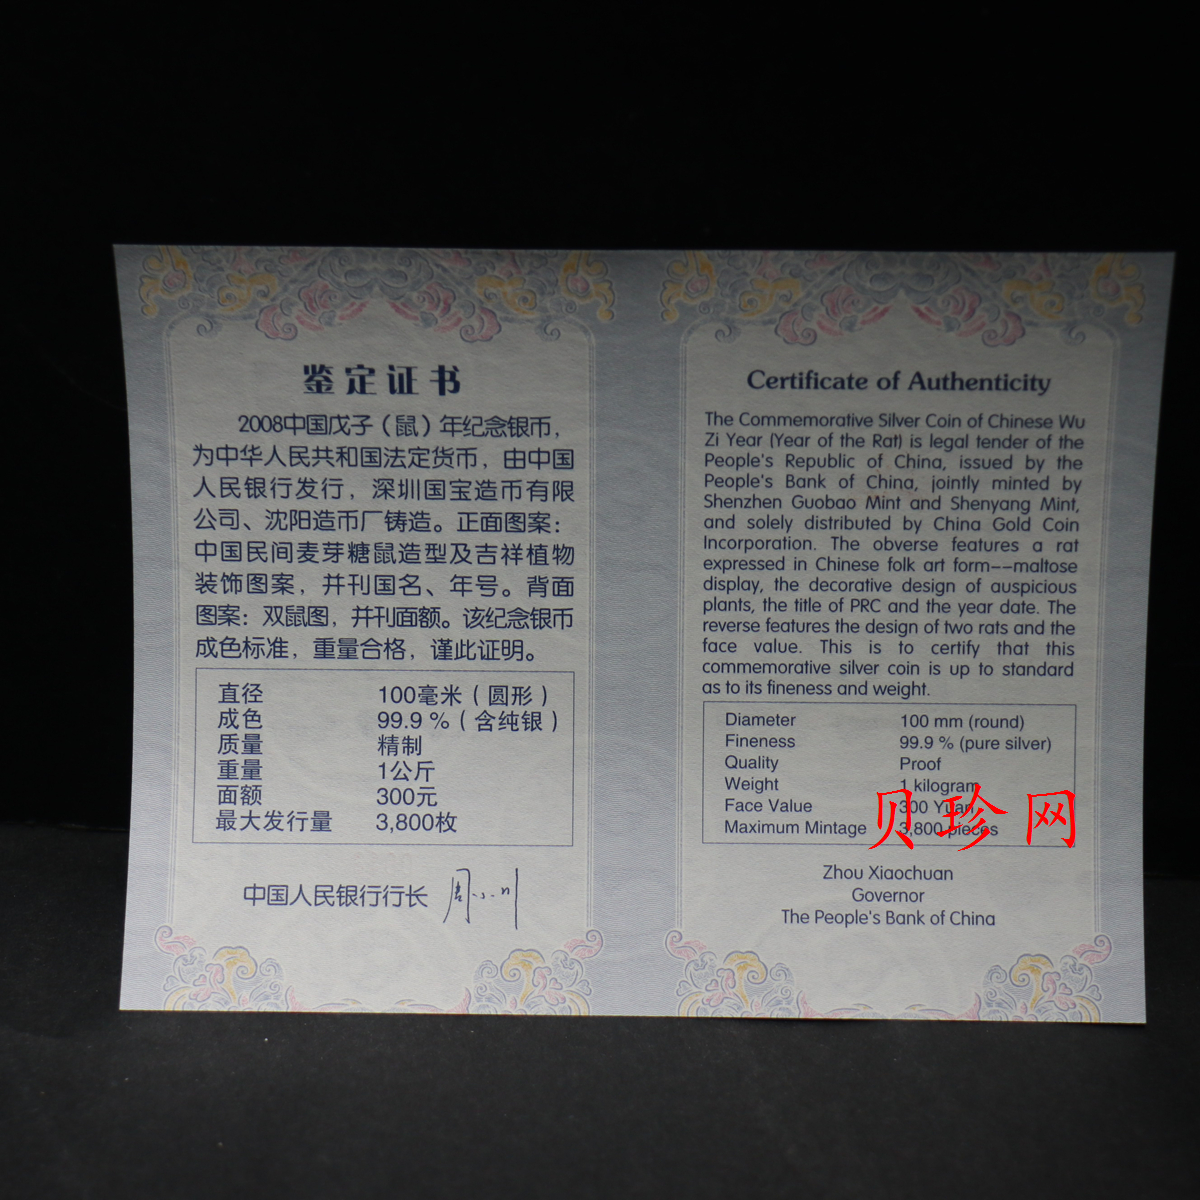 鉴定证书
2008中国戊子（鼠）年纪念银币，
为中华人民共和国法定货币，由中国
人民银行发行，深圳国宝造币有限
公司、沈阳造币厂铸造。正面图案：
中国民间麦芽糖鼠造型及吉祥植物
装饰图案，并刊国名、年号。背面
图案：双鼠图，并刊面额。该纪念银币
成色标准，重量合格，谨此证明。
直径 100毫米（圆形）
成色 99.9％（含纯银）
质量 精制
重量 1公斤
面额 300元
最大发行量 3,800枚
中国人民银行行长 周小川
Certificate of Authenticity
The Commemorative Silver Coin of Chinese Wu
Zi Year (Year of the Rat) is legal tender of the
People's Republic of China, issued by the
People's Bank of China, jointly minted by
Shenzhen Guobao Mint and Shenyang Mint,
and solely distributed by China Gold Coin
Incorporation. The obverse features a rat
expressed in Chinese folk art form--maltose
display, the decorative design of auspicious
plants, the title of PRC and the year date. The
reverse features the design of two rats and the
face value. This is to certify that this
commemorative silver coin is up to standard
as to its fineness and weight.
Diameter 100 mm (round)
Fineness 99.9 % (pure silver)
Quality Proof
Weight 1 kilogram
Face Value 300 Yuan
Maximum Mintage 3,800 pieces
贝珍网
Zhou Xiaochuan
Governor
The People's Bank of China